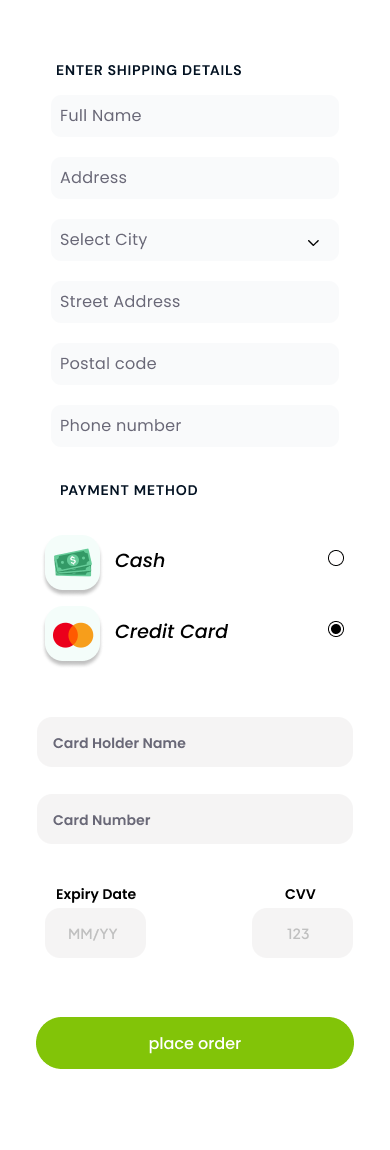 ENTER SHIPPING DETAILS
Full Name
Address
Select City
Street Address
Postal code
Phone number
PAYMENT METHOD
$
Cash
Credit Card
Card Holder Name
Card Number
Expiry Date CVV
MM/YY 123
place order